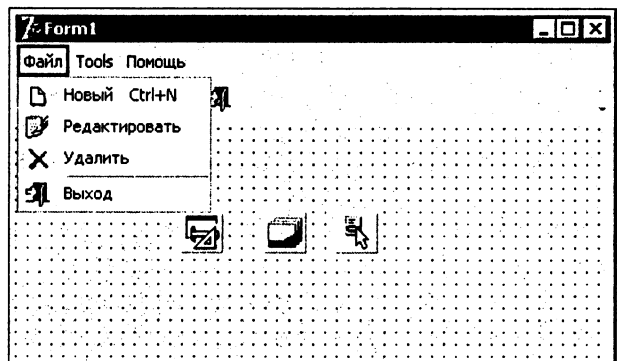 Form1
Файл Tools Помощь
Новый Ctrl+N
Редактировать
Удалить
Выход